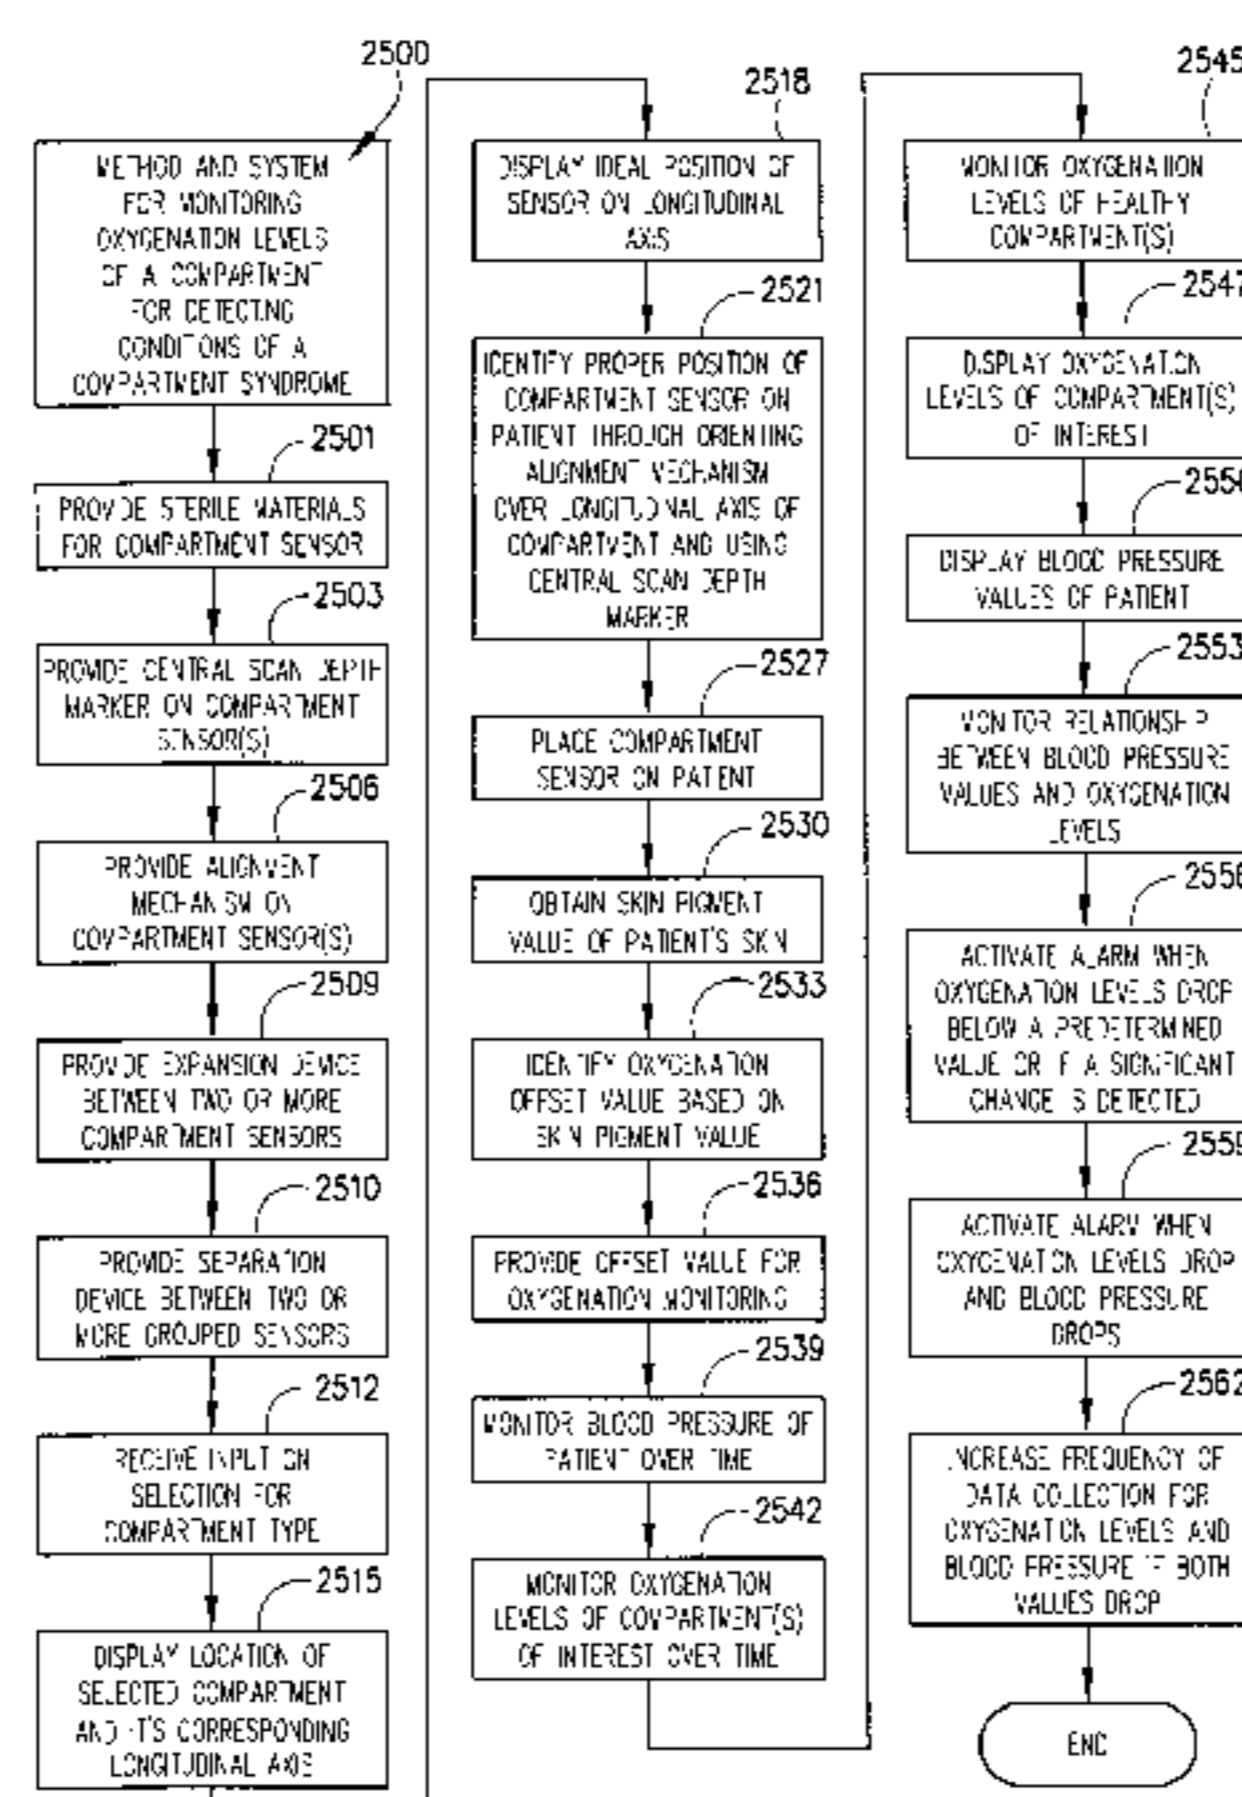 2500
METHOD AND SYSTEM
FOR MONITORING
OXYGENATION LEVELS
OF A COMPARTMENT
FOR DETECTING
CONDITIONS OF A
COMPARTMENT SYNDROME
2501
PROVIDE STERILE MATERIALS
FOR COMPARTMENT SENSOR
2503
PROVIDE CENTRAL SCAN DEPTH
MARKER ON COMPARTMENT
SENSOR(S)
2506
PROVIDE ALIGNMENT
MECHANISM ON
COMPARTMENT SENSOR(S)
2509
PROVIDE EXPANSION DEVICE
BETWEEN TWO OR MORE
COMPARTMENT SENSORS
2510
PROVIDE SEPARATION
DEVICE BETWEEN TWO OR
MORE GROUPED SENSORS
2512
RECEIVE INPUT ON
SELECTION FOR
COMPARTMENT TYPE
2515
DISPLAY LOCATION OF
SELECTED COMPARTMENT
AND IT'S CORRESPONDING
LONGITUDINAL AXIS
2518
DISPLAY IDEAL POSITION OF
SENSOR ON LONGITUDINAL
AXIS
2521
IDENTIFY PROPER POSITION OF
COMPARTMENT SENSOR ON
PATIENT THROUGH ORIENTING
ALIGNMENT MECHANISM
OVER LONGITUDINAL AXIS OF
COMPARTMENT AND USING
CENTRAL SCAN DEPTH
MARKER
2527
PLACE COMPARTMENT
SENSOR ON PATIENT
2530
OBTAIN SKIN PIGMENT
VALUE OF PATIENT'S SKIN
2533
IDENTIFY OXYGENATION
OFFSET VALUE BASED ON
SKIN PIGMENT VALUE
2536
PROVIDE OFFSET VALUE FOR
OXYGENATION MONITORING
2539
MONITOR BLOOD PRESSURE OF
PATIENT OVER TIME
2542
MONITOR OXYGENATION
LEVELS OF COMPARTMENT(S)
OF INTEREST OVER TIME
2545
MONITOR OXYGENATION
LEVELS OF HEALTHY
COMPARTMENT(S)
2547
DISPLAY OXYGENATION
LEVELS OF COMPARTMENT(S)
OF INTEREST
DISPLAY BLOOD PRESSURE
VALUES OF PATIENT
2553
MONITOR RELATIONSHIP
BETWEEN BLOOD PRESSURE
VALUES AND OXYGENATION
LEVELS
2556
ACTIVATE ALARM WHEN
OXYGENATION LEVELS DROP
BELOW A PREDETERMINED
VALUE OR IF A SIGNIFICANT
CHANGE IS DETECTED
2559
ACTIVATE ALARM WHEN
OXYGENATION LEVELS DROP
AND BLOOD PRESSURE
DROPS
2562
INCREASE FREQUENCY OF
DATA COLLECTION FOR
OXYGENATION LEVELS AND
BLOOD PRESSURE IF BOTH
VALUES DROP
END